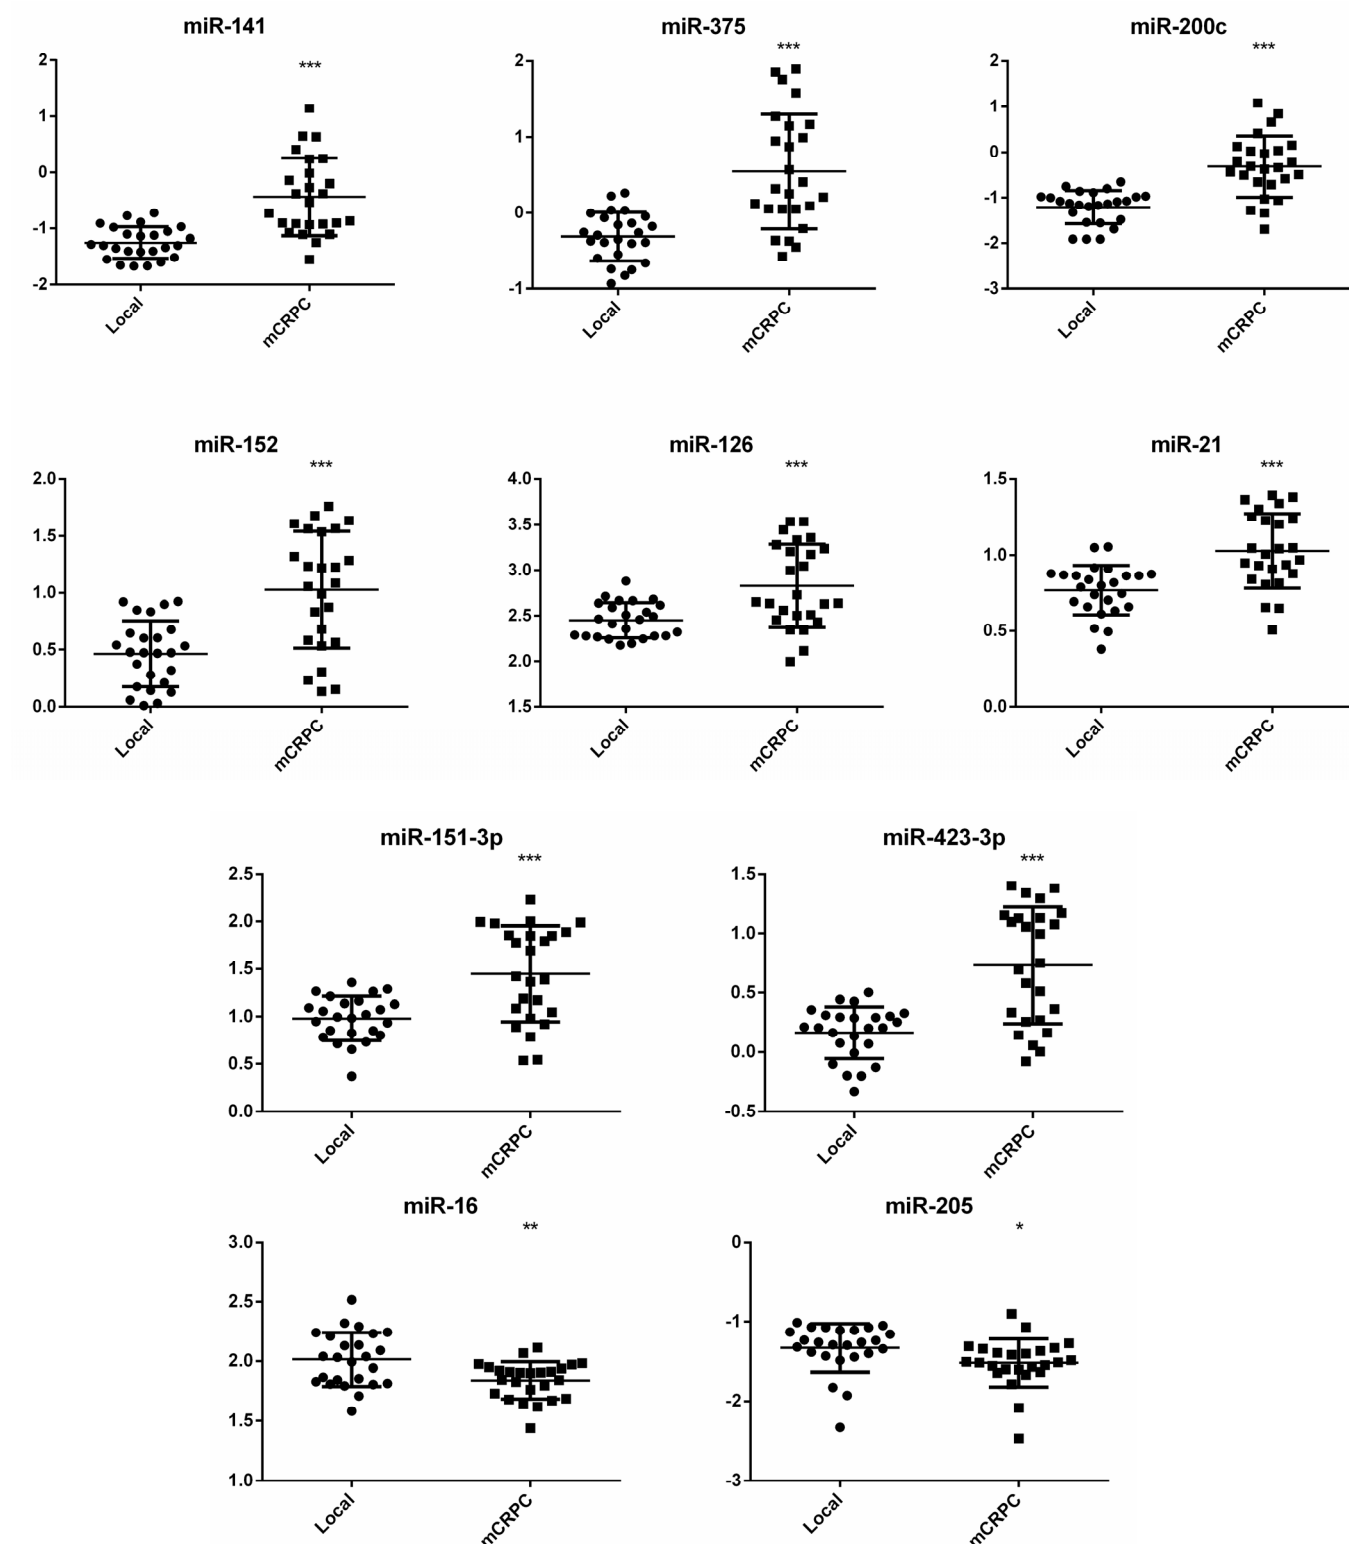 miR-141
***
2
1
0
-1
-2
Local
mCRPC
miR-375
***
2
1
0
-1
Local
mCRPC
miR-200c
***
2
1
0
-1
-2
-3
Local
mCRPC
miR-152
***
2.0
1.5
1.0
0.5
0.0
Local
mCRPC
miR-126
***
4.0
3.5
3.0
2.5
2.0
1.5
Local
mCRPC
miR-21
***
1.5
1.0
0.5
0.0
Local
mCRPC
miR-151-3p
***
2.5
2.0
1.5
1.0
0.5
0.0
Local
mCRPC
miR-423-3p
***
1.5
1.0
0.5
0.0
-0.5
Local
mCRPC
miR-16
**
3.0
2.5
2.0
1.5
1.0
Local
mCRPC
miR-205
*
0
-1
-2
-3
Local
mCRPC